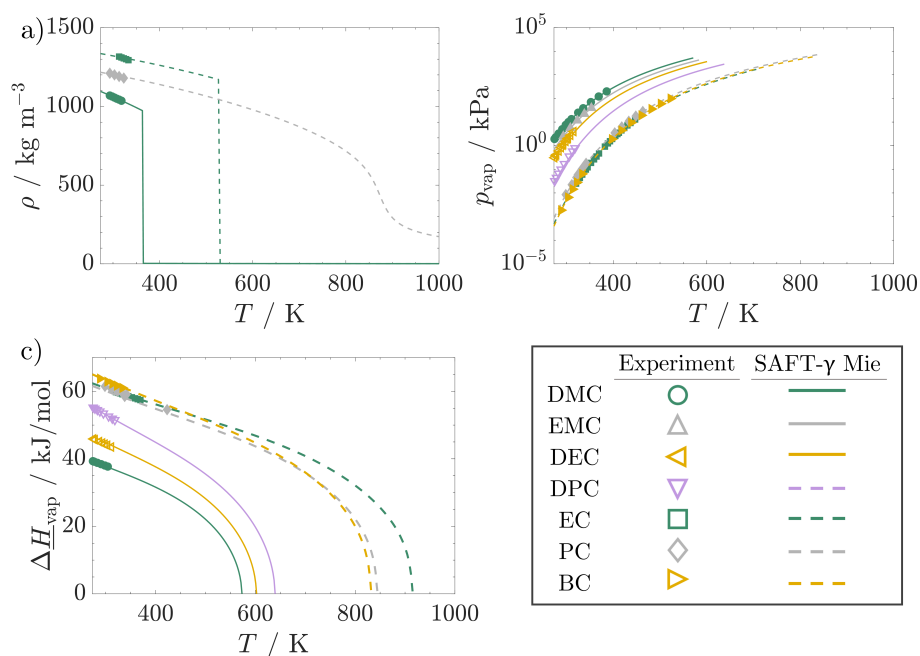 a)
1500
1000
500
0
ρ / kg m⁻³
400
600
800
1000
T / K
10⁵
10⁰
10⁻⁵
p_vap / kPa
400
600
800
1000
T / K
c)
60
40
20
0
ΔH_vap / kJ/mol
400
600
800
1000
T / K
Experiment SAFT-γ Mie
DMC
EMC
DEC
DPC
EC
PC
BC